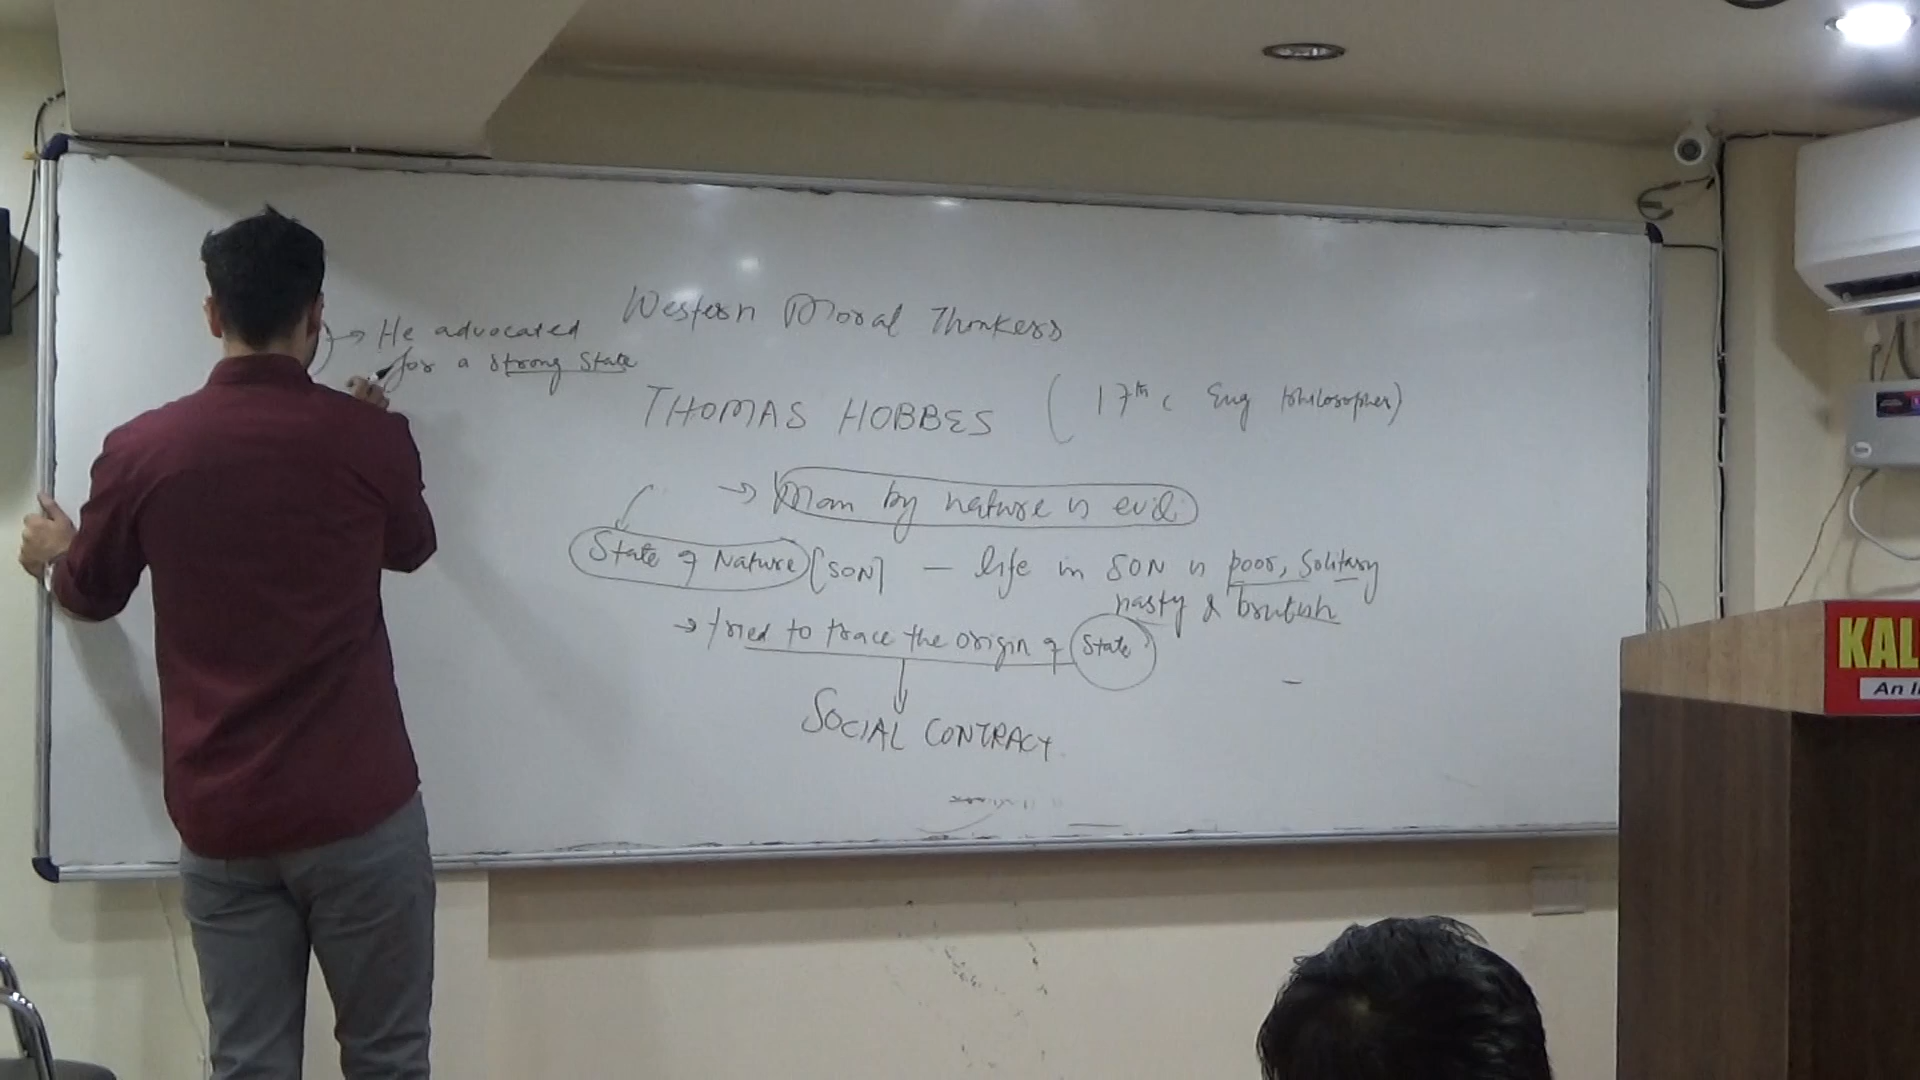 Western Moral Thinkers
→ He advocated
for a strong State
THOMAS HOBBES (17th c Eng Philosopher)
→ Man by nature is evil
State of Nature [SON] — life in SON is poor, Solitary
nasty & brutish
→ tried to trace the origin of State
SOCIAL CONTRACT
KAL
An I